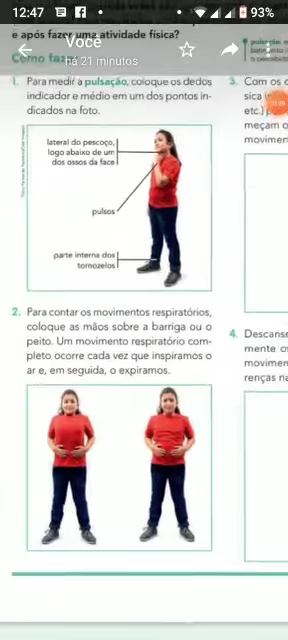 12:47
93%
e após fazer uma atividade física?
Você
há 21 minutos
Como faz
1. Para medir a pulsação, coloque os dedos
indicador e médio em um dos pontos in-
dicados na foto.
lateral do pescoço,
logo abaixo de um
dos ossos da face
pulsos
parte interna dos
tornozelos
2. Para contar os movimentos respiratórios,
coloque as mãos sobre a barriga ou o
peito. Um movimento respiratório com-
pleto ocorre cada vez que inspiramos o
ar e, em seguida, o expiramos.
3. Com os
sica
etc.)
meçam o
movimen
4. Descanse
mente o
movimen
renças na